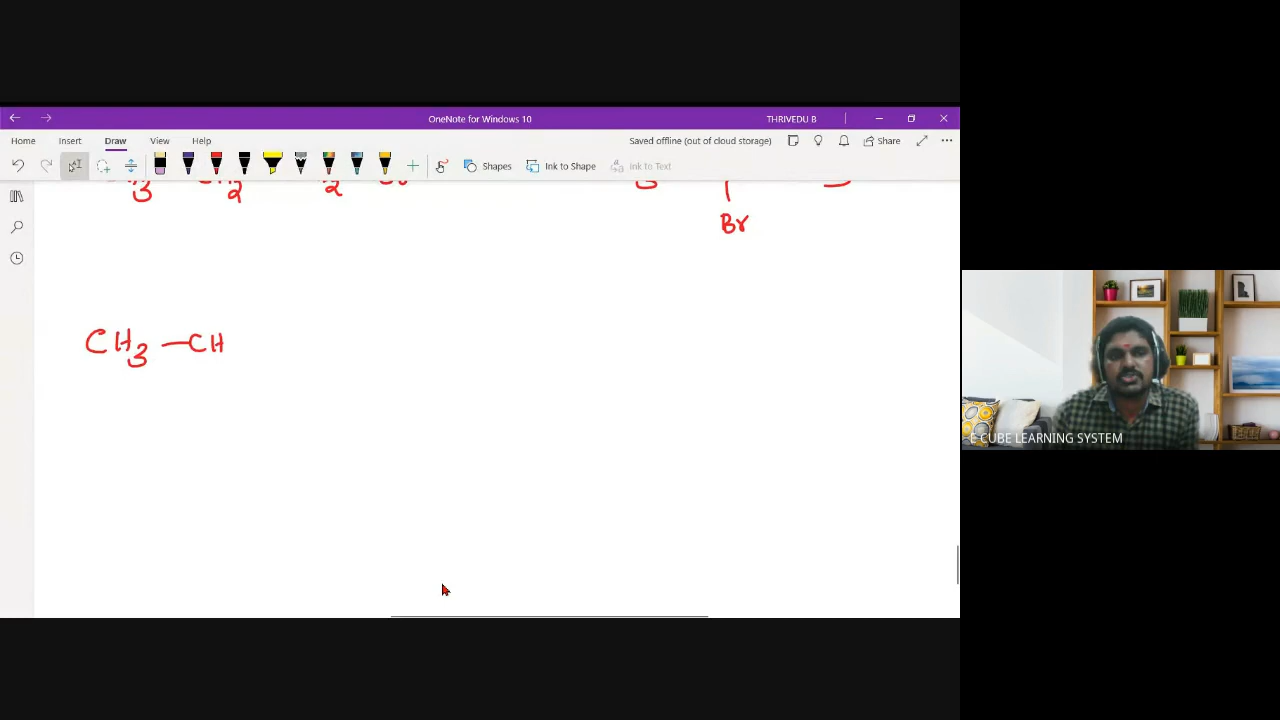 OneNote for Windows 10
THRIVEDU B
Home Insert Draw View Help
Saved offline (out of cloud storage)
Share
Shapes
Ink to Shape
Ink to Text
Br
CH3 — CH
E CUBE LEARNING SYSTEM